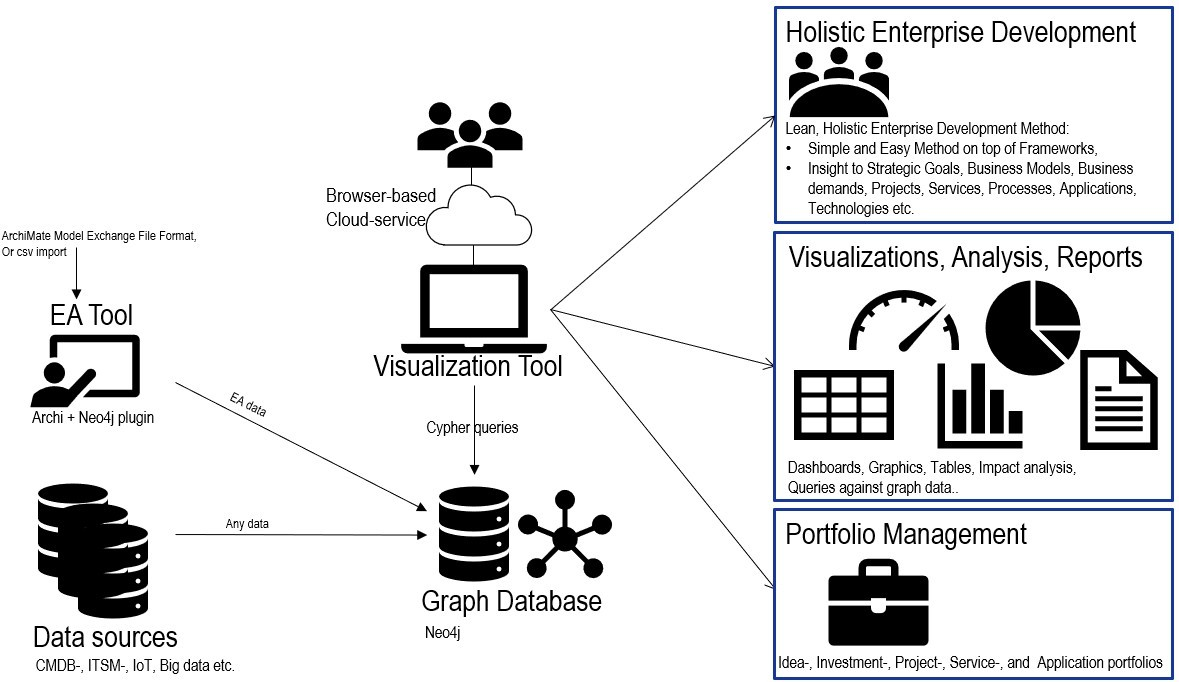 Holistic Enterprise Development
Lean, Holistic Enterprise Development Method:
• Simple and Easy Method on top of Frameworks,
• Insight to Strategic Goals, Business Models, Business
demands, Projects, Services, Processes, Applications,
Technologies etc.
Browser-based
Cloud-service
ArchiMate Model Exchange File Format,
Or csv import
EA Tool
Archi + Neo4j plugin
Visualization Tool
Visualizations, Analysis, Reports
Dashboards, Graphics, Tables, Impact analysis,
Queries against graph data..
EA data
Cypher queries
Any data
Data sources
CMDB-, ITSM-, IoT, Big data etc.
Graph Database
Neo4j
Portfolio Management
Idea-, Investment-, Project-, Service-, and Application portfolios